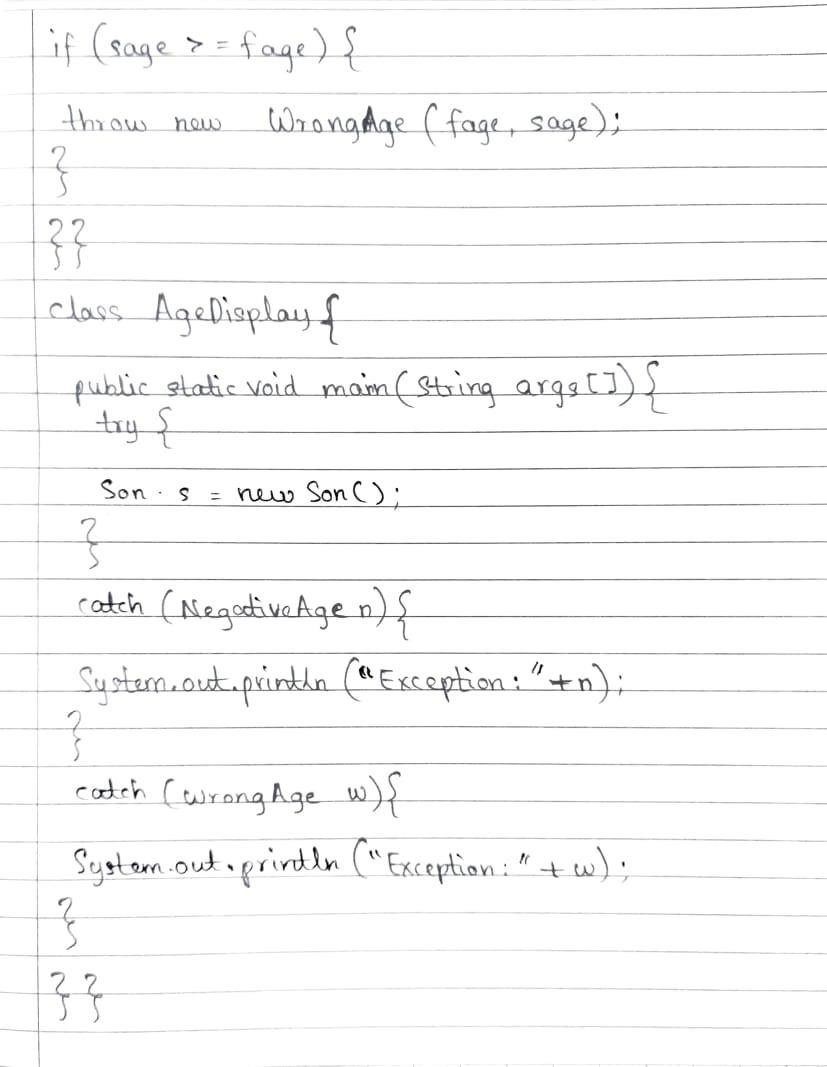 if (sage >= fage) {
throw new WrongAge (fage, sage);
}
}}
class AgeDisplay {
public static void main(String args[]) {
try {
Son s = new Son();
}
catch (NegativeAge n) {
System.out.println ("Exception:"+n);
}
catch (WrongAge w){
System.out.println ("Exception:" + w);
}
}}